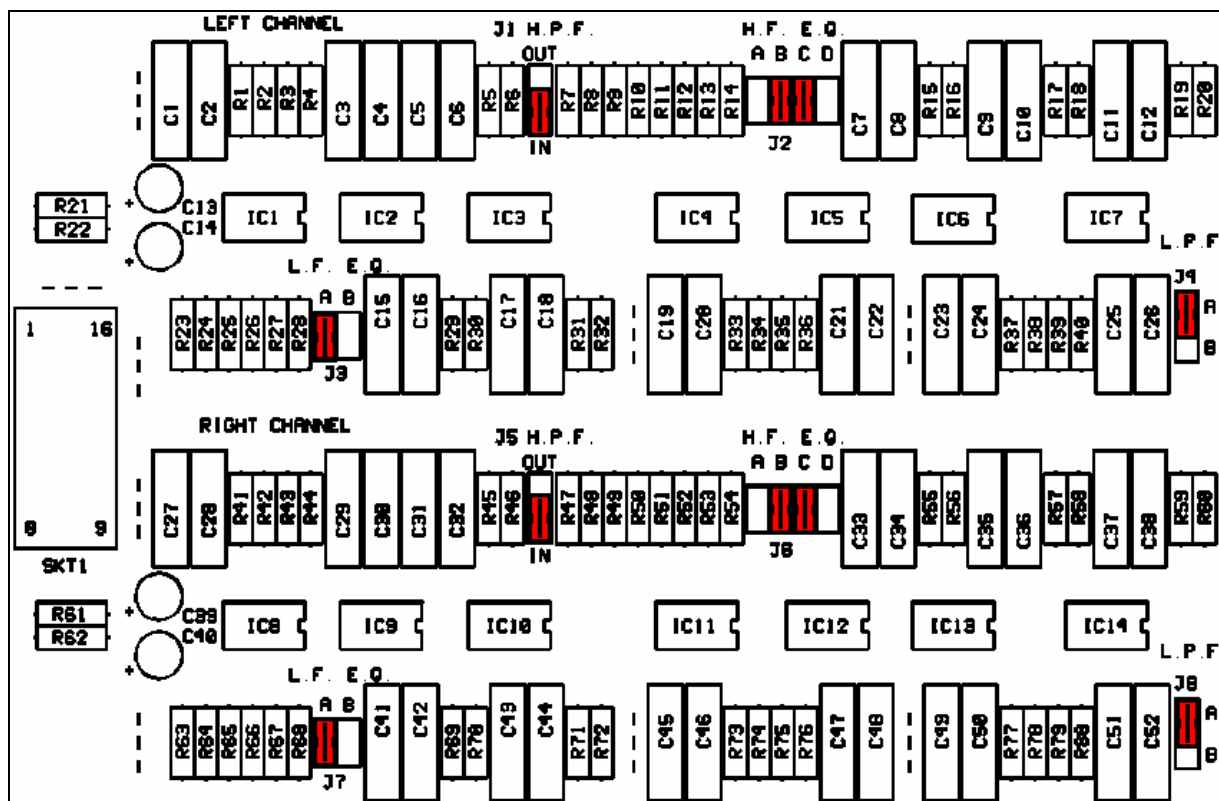 LEFT CHANNEL
J1 H.P.F.
H.F. E.Q.
OUT
A B C D
C1 C2 R1 R2 R3 R4 C3 C4 C5 C6 R5 R6 R7 R8 R9 R10 R11 R12 R13 R14 C7 C8 R15 R16 C9 C10 R17 R18 C11 C12 R19 R20
IN
J2
R21
R22
+
C13
C14
+
IC1 IC2 IC3 IC4 IC5 IC6 IC7
L.P.F
L.F. E.Q.
A B
J4
A
B
1 16
R23 R24 R25 R26 R27 R28 C15 C16 R29 R30 C17 C18 R31 R32 C19 C20 R33 R34 R35 R36 C21 C22 C23 C24 R37 R38 R39 R40 C25 C26
J3
RIGHT CHANNEL
J5 H.P.F.
H.F. E.Q.
OUT
A B C D
C27 C28 R41 R42 R43 R44 C29 C30 C31 C32 R45 R46 R47 R48 R49 R50 R51 R52 R53 R54 C33 C34 R55 R56 C35 C36 R57 R58 C37 C38 R59 R60
8 9
IN
J6
SKT1
R61
R62
+
C39
C40
+
IC8 IC9 IC10 IC11 IC12 IC13 IC14
L.P.F
L.F. E.Q.
A B
J8
A
B
R63 R64 R65 R66 R67 R68 C41 C42 R69 R70 C43 C44 R71 R72 C45 C46 R73 R74 R75 R76 C47 C48 C49 C50 R77 R78 R79 R80 C51 C52
J7